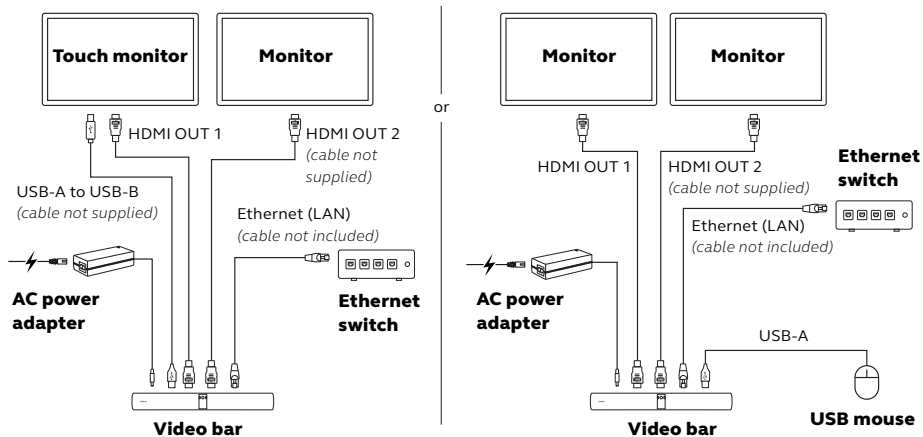 Touch monitor
Monitor
HDMI OUT 1
HDMI OUT 2
(cable not
supplied)
USB-A to USB-B
(cable not supplied)
Ethernet (LAN)
(cable not included)
AC power
adapter
Ethernet
switch
Video bar
or
Monitor
Monitor
HDMI OUT 1
HDMI OUT 2
(cable not supplied)
Ethernet
switch
Ethernet (LAN)
(cable not included)
AC power
adapter
USB-A
Video bar
USB mouse